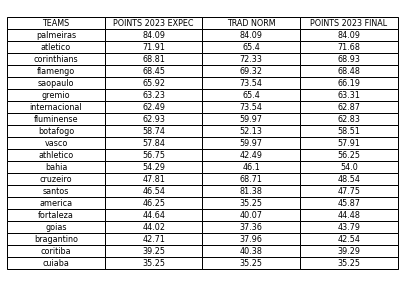 TEAMS POINTS 2023 EXPEC TRAD NORM POINTS 2023 FINAL
palmeiras 84.09 84.09 84.09
atletico 71.91 65.4 71.68
corinthians 68.81 72.33 68.93
flamengo 68.45 69.32 68.48
saopaulo 65.92 73.54 66.19
gremio 63.23 65.4 63.31
internacional 62.49 73.54 62.87
fluminense 62.93 59.97 62.83
botafogo 58.74 52.13 58.51
vasco 57.84 59.97 57.91
athletico 56.75 42.49 56.25
bahia 54.29 46.1 54.0
cruzeiro 47.81 68.71 48.54
santos 46.54 81.38 47.75
america 46.25 35.25 45.87
fortaleza 44.64 40.07 44.48
goias 44.02 37.36 43.79
bragantino 42.71 37.96 42.54
coritiba 39.25 40.38 39.29
cuiaba 35.25 35.25 35.25